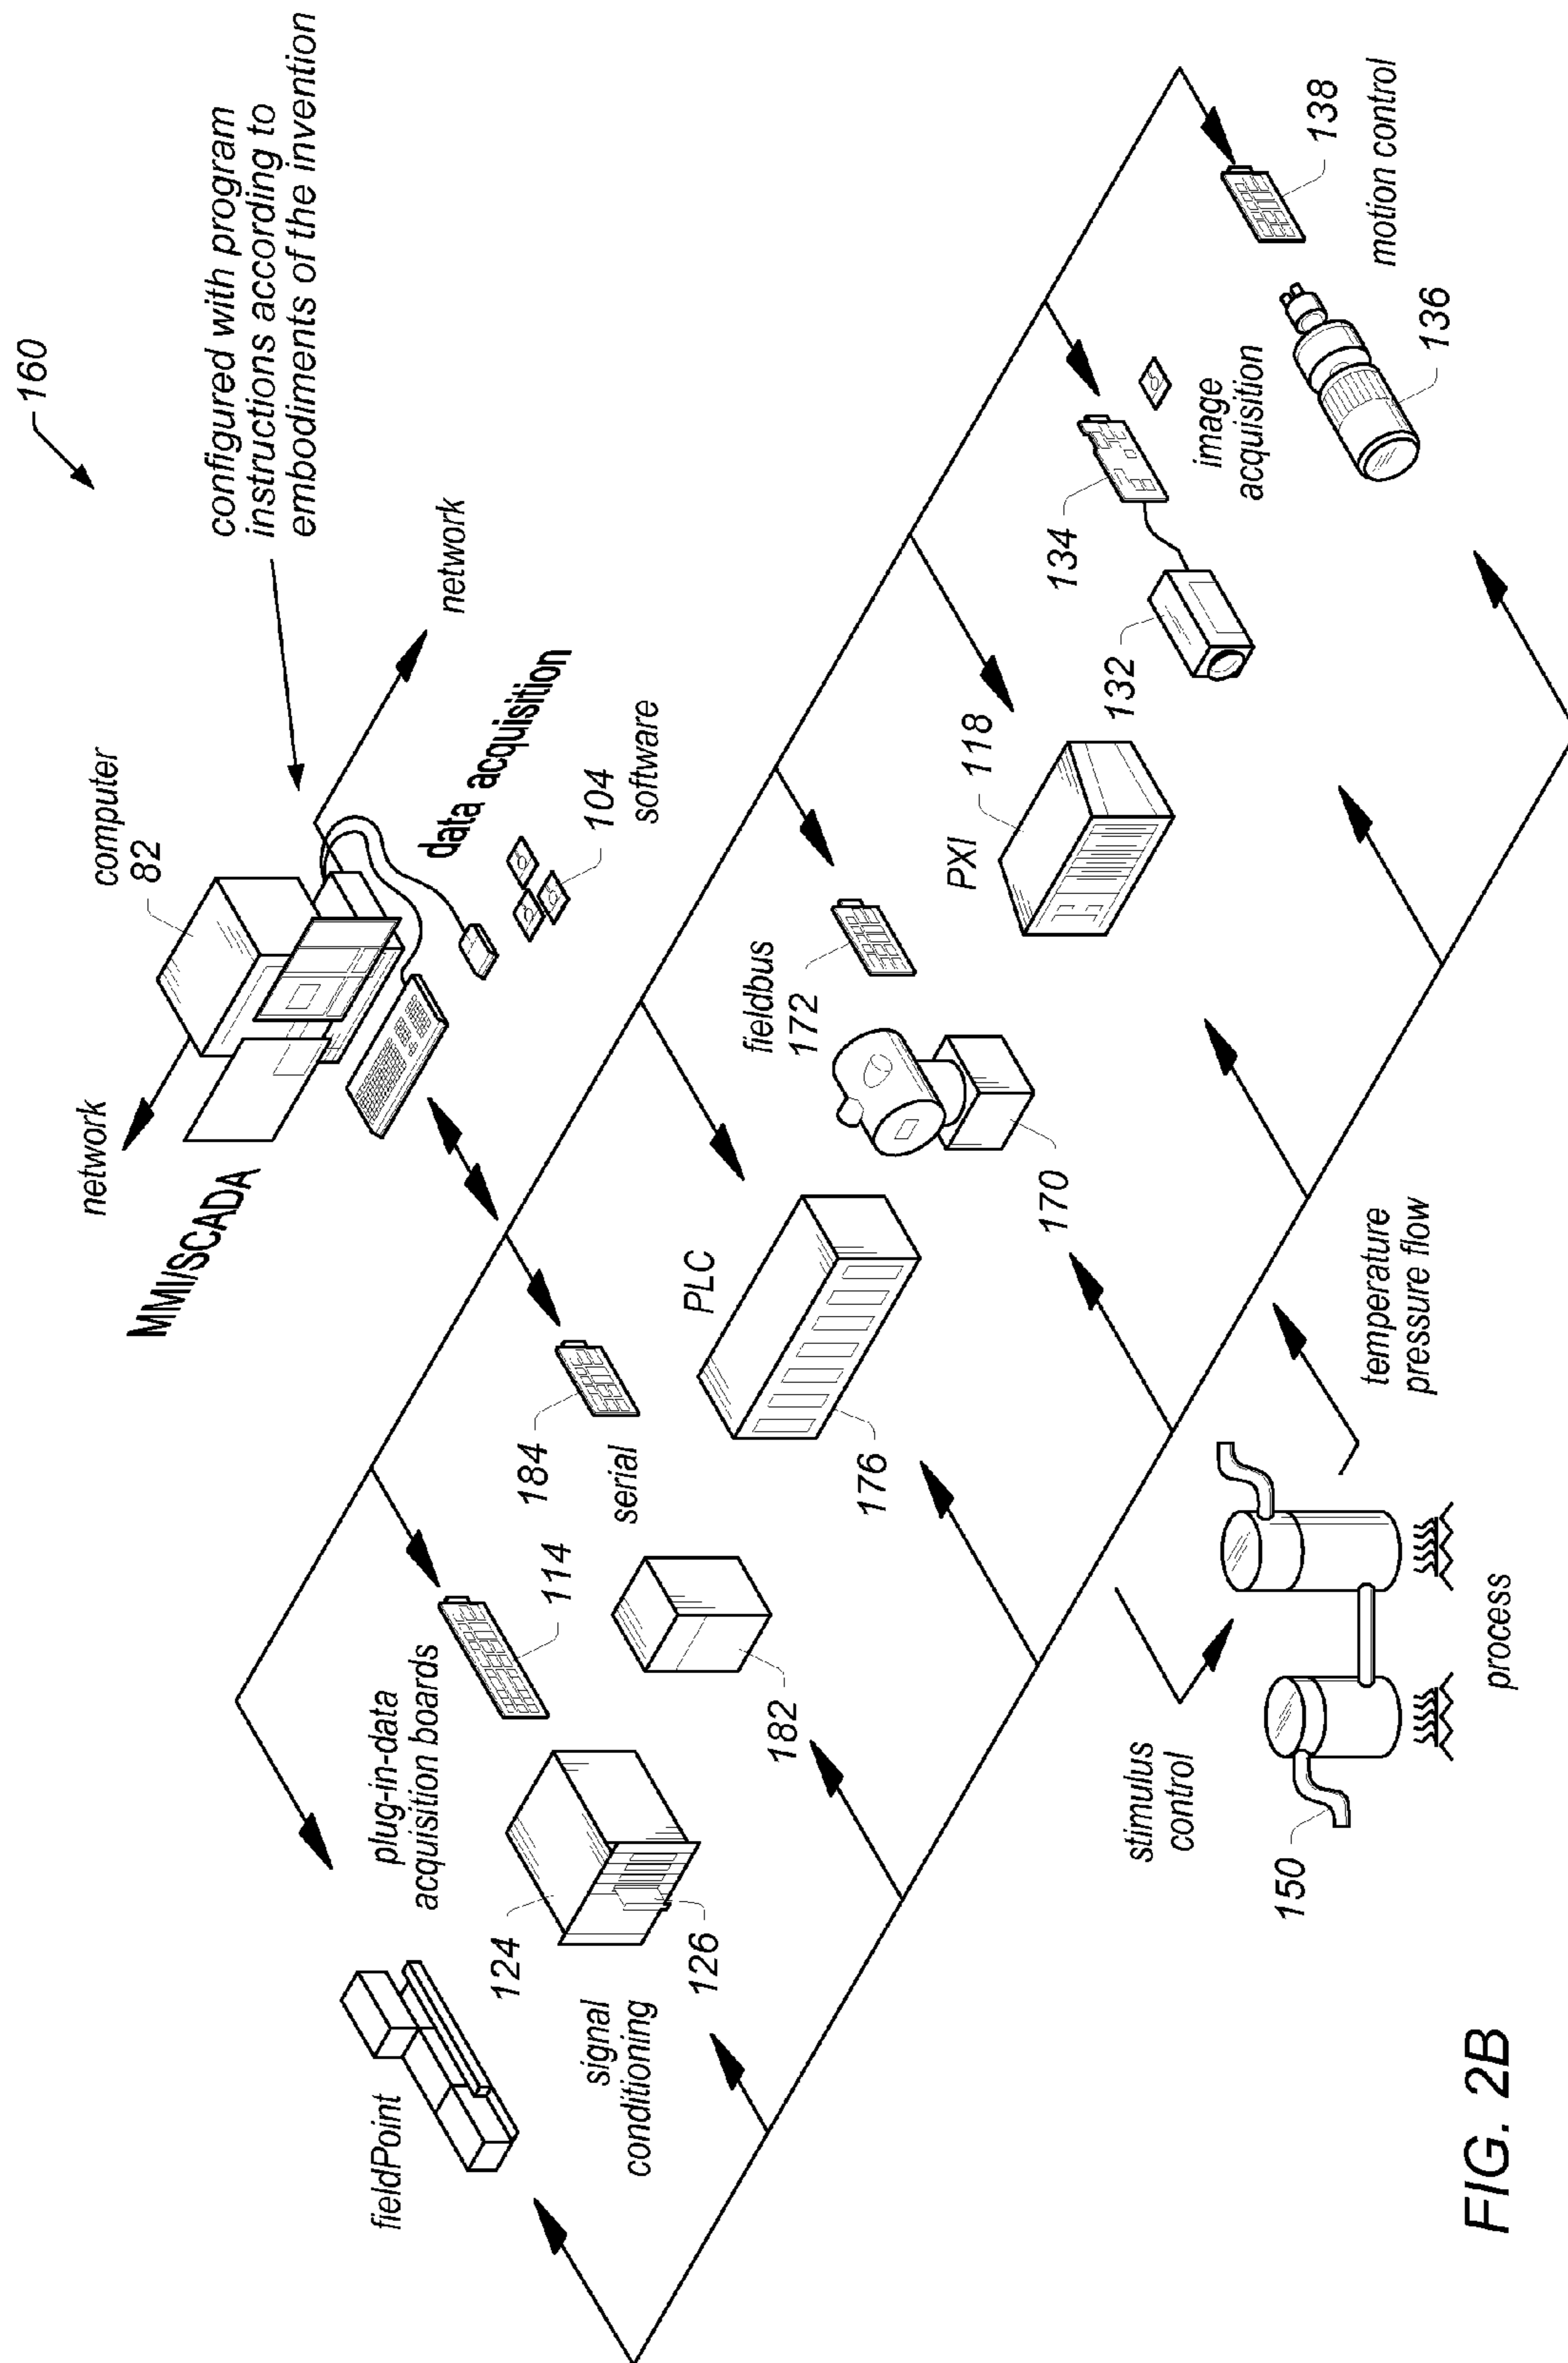 160
configured with program
instructions according to
embodiments of the invention
computer
82
network
network
MMI/SCADA
data acquisition
104
software
fieldPoint
plug-in-data
acquisition boards
114
184
serial
PLC
176
fieldbus
172
170
PXI
118
134
132
image
acquisition
138
motion control
136
124
126
signal
conditioning
182
stimulus
control
150
process
temperature
pressure flow
FIG. 2B